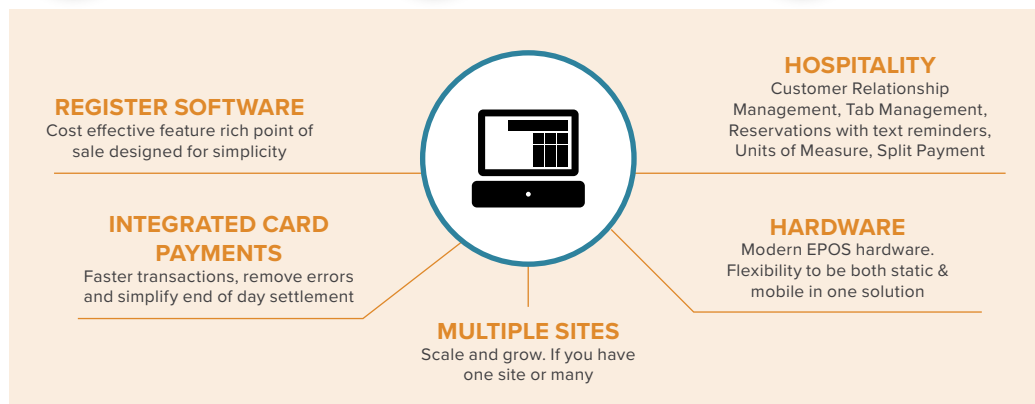 REGISTER SOFTWARE
Cost effective feature rich point of
sale designed for simplicity
HOSPITALITY
Customer Relationship
Management, Tab Management,
Reservations with text reminders,
Units of Measure, Split Payment
INTEGRATED CARD
PAYMENTS
Faster transactions, remove errors
and simplify end of day settlement
HARDWARE
Modern EPOS hardware.
Flexibility to be both static &
mobile in one solution
MULTIPLE SITES
Scale and grow. If you have
one site or many